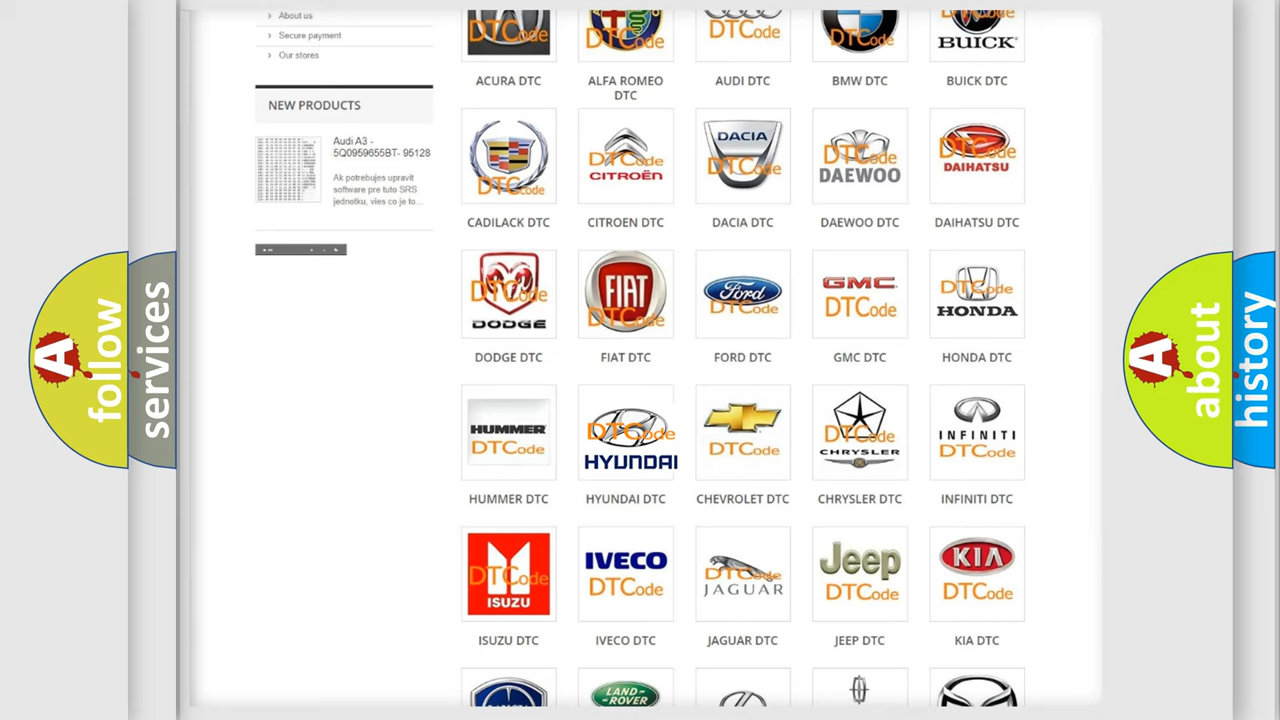 About us
Secure payment
Our stores
NEW PRODUCTS
Audi A3 -
5Q0959655BT- 95128
Ak potrebujes upravit
software pre tuto SRS
jednotku, vies co je to...
DTCode
DTCode
DTCode
DTCode
BUICK
ACURA DTC
ALFA ROMEO
DTC
AUDI DTC
BMW DTC
BUICK DTC
DTCode
DTCode
CITROËN
DACIA
DTCode
DTCode
DAEWOO
DTCode
DAIHATSU
CADILACK DTC
CITROEN DTC
DACIA DTC
DAEWOO DTC
DAIHATSU DTC
DTCode
DODGE
FIAT
DTCode
Ford
DTCode
GMC
DTCode
DTCode
HONDA
DODGE DTC
FIAT DTC
FORD DTC
GMC DTC
HONDA DTC
HUMMER
DTCode
DTCode
HYUNDAI
DTCode
DTCode
CHRYSLER
INFINITI
DTCode
HUMMER DTC
HYUNDAI DTC
CHEVROLET DTC
CHRYSLER DTC
INFINITI DTC
DTCode
ISUZU
IVECO
DTCode
DTCode
JAGUAR
Jeep
DTCode
KIA
DTCode
ISUZU DTC
IVECO DTC
JAGUAR DTC
JEEP DTC
KIA DTC
LAND-
ROVER
A
follow
services
A
about
history